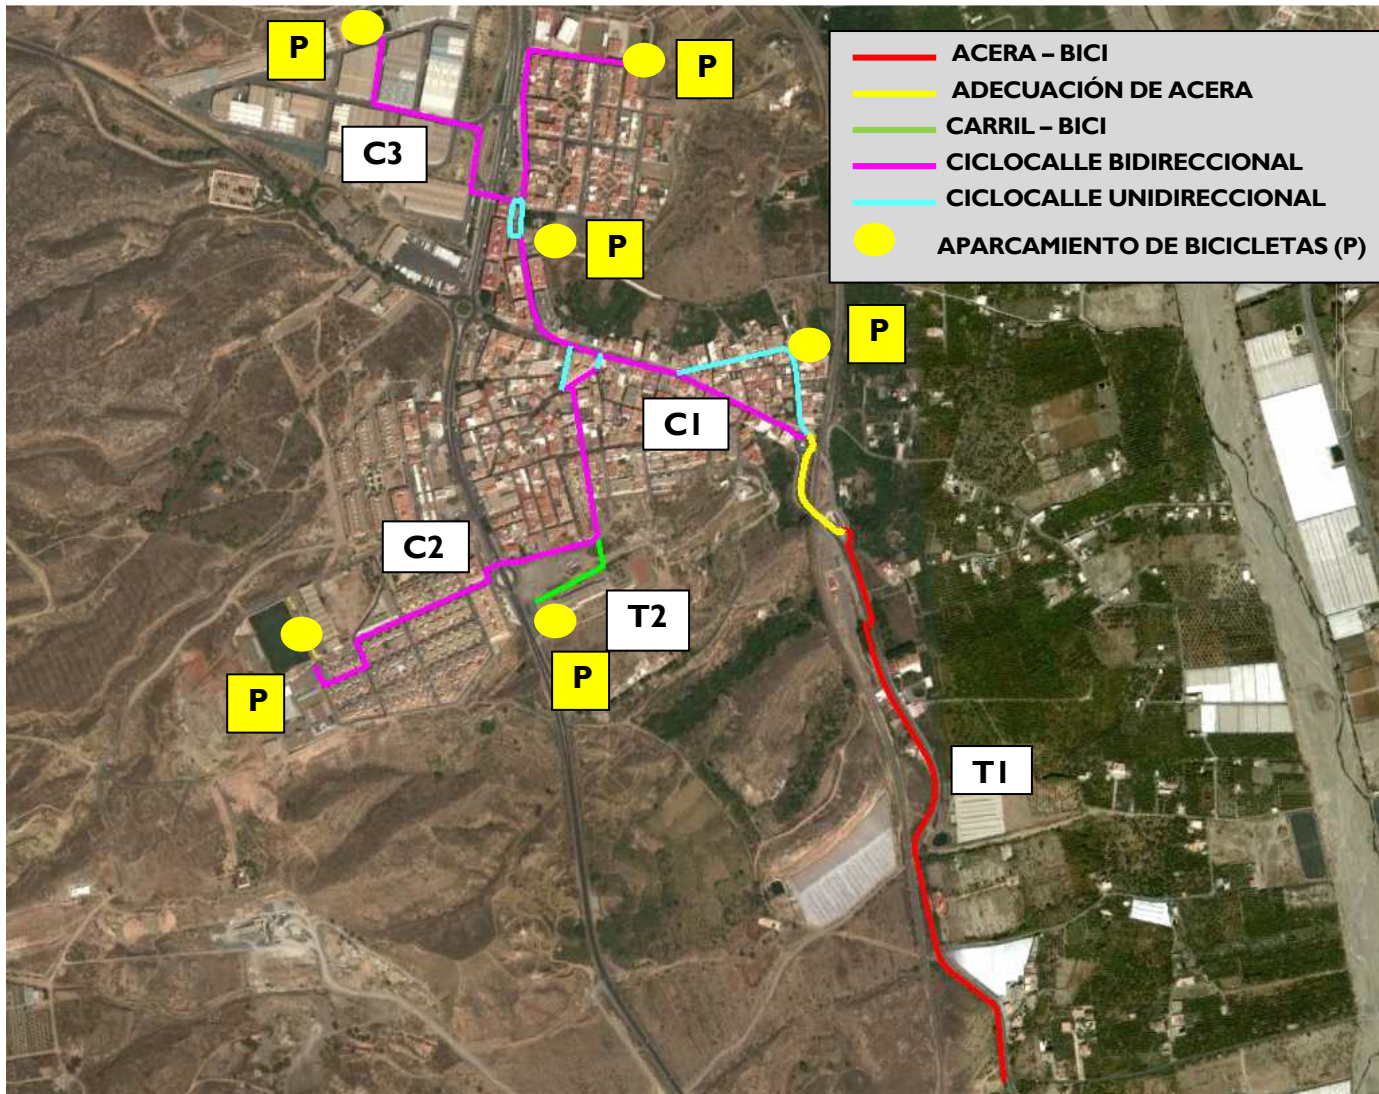 P
P
ACERA – BICI
ADECUACIÓN DE ACERA
CARRIL – BICI
CICLOCALLE BIDIRECCIONAL
CICLOCALLE UNIDIRECCIONAL
APARCAMIENTO DE BICICLETAS (P)
C3
P
P
C1
C2
T2
P
P
T1